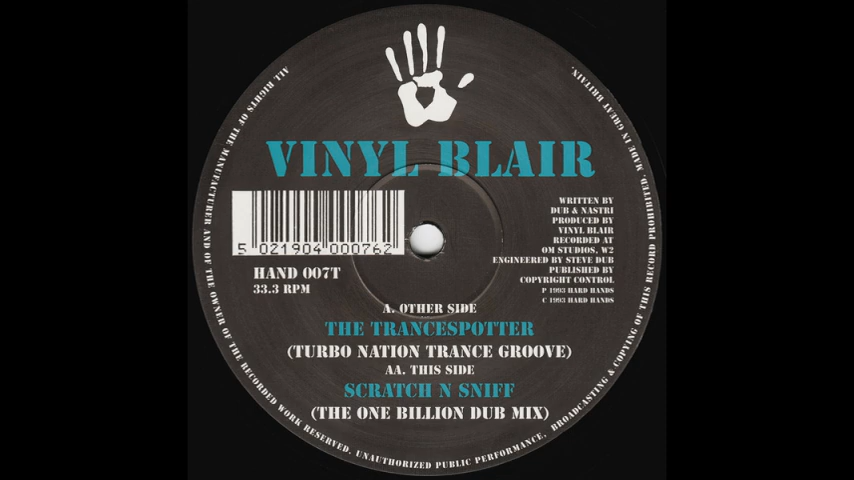 VINYL BLAIR
WRITTEN BY
DUB & NASTRI
PRODUCED BY
VINYL BLAIR
RECORDED AT
OM STUDIOS, W2
ENGINEERED BY STEVE DUB
PUBLISHED BY
COPYRIGHT CONTROL
P 1993 HARD HANDS
C 1993 HARD HANDS
5 021904 000762
HAND 007T
33.3 RPM
A. OTHER SIDE
THE TRANCESPOTTER
(TURBO NATION TRANCE GROOVE)
AA. THIS SIDE
SCRATCH N SNIFF
(THE ONE BILLION DUB MIX)
ALL RIGHTS OF THE MANUFACTURER AND OF THE OWNER OF THE RECORDED WORK RESERVED. UNAUTHORIZED PUBLIC PERFORMANCE, BROADCASTING & COPYING OF THIS RECORD PROHIBITED. MADE IN GREAT BRITAIN.